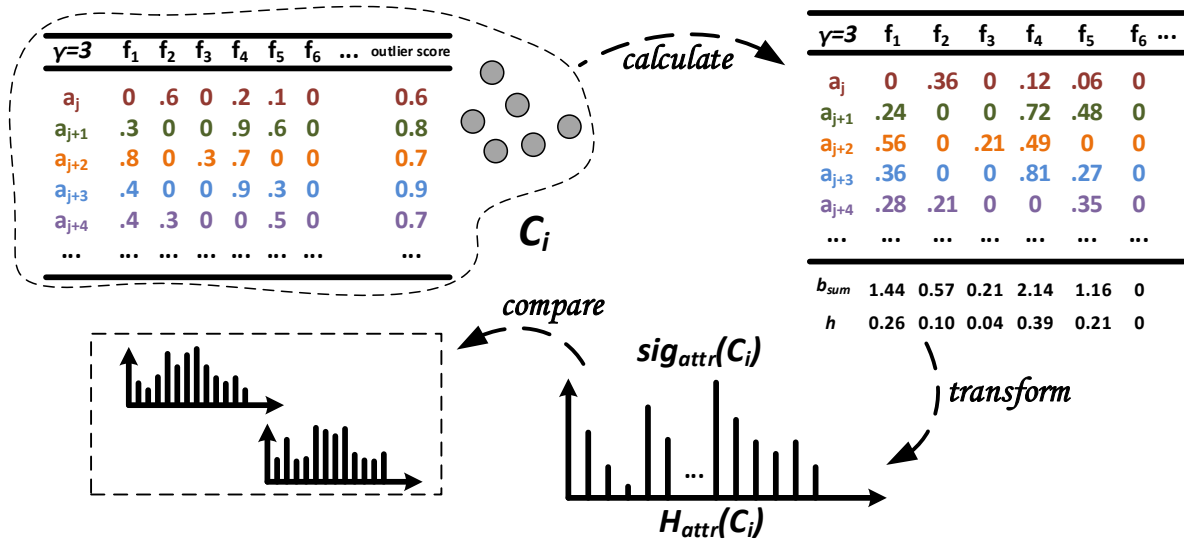 γ=3 f1 f2 f3 f4 f5 f6 ... outlier score
aj 0 .6 0 .2 .1 0 0.6
aj+1 .3 0 0 .9 .6 0 0.8
aj+2 .8 0 .3 .7 0 0 0.7
aj+3 .4 0 0 .9 .3 0 0.9
aj+4 .4 .3 0 0 .5 0 0.7
... ... ... ... ... ... ... ...
Ci
calculate
γ=3 f1 f2 f3 f4 f5 f6 ...
aj 0 .36 0 .12 .06 0
aj+1 .24 0 0 .72 .48 0
aj+2 .56 0 .21 .49 0 0
aj+3 .36 0 0 .81 .27 0
aj+4 .28 .21 0 0 .35 0
... ... ... ... ... ... ...
bsum 1.44 0.57 0.21 2.14 1.16 0
h 0.26 0.10 0.04 0.39 0.21 0
transform
compare
sigattr(Ci)
...
Hattr(Ci)